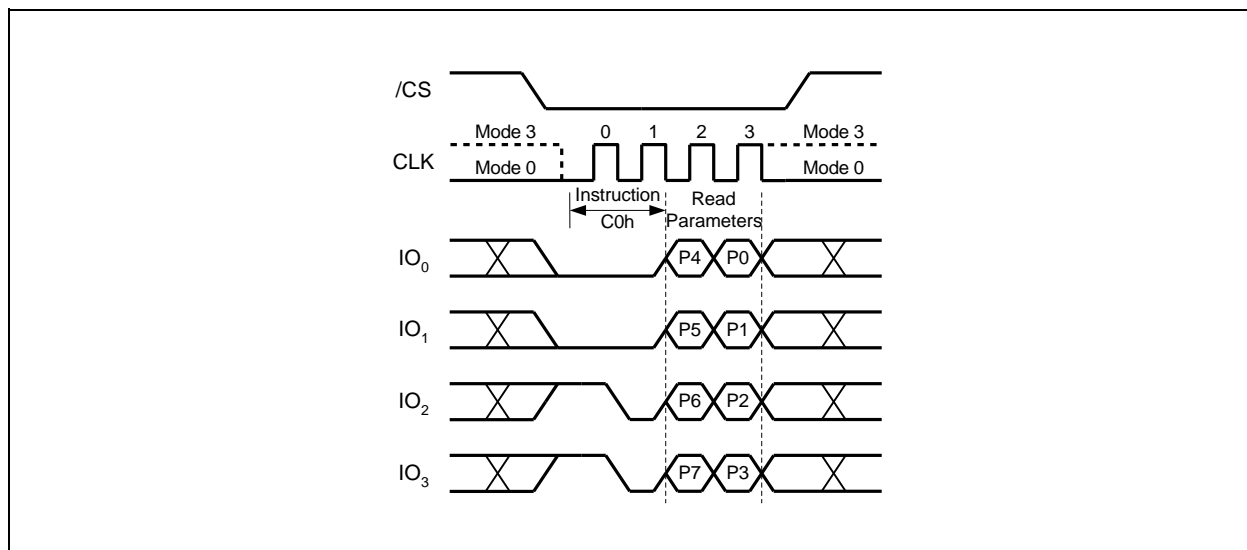 /CS
Mode 3 0 1 2 3 Mode 3
CLK
Mode 0 Mode 0
Instruction Read
C0h Parameters
IO0 P4 P0
IO1 P5 P1
IO2 P6 P2
IO3 P7 P3